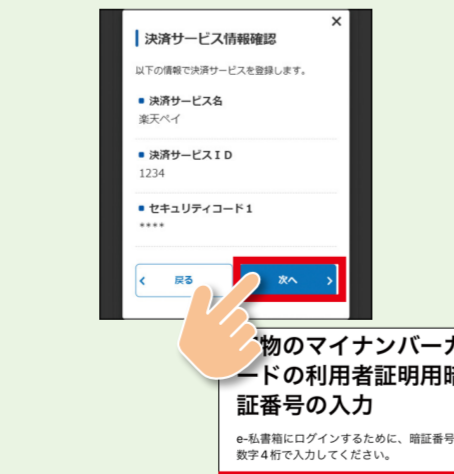 決済サービス情報確認
以下の情報で決済サービスを登録します。
決済サービス名
楽天ペイ
決済サービスＩＤ
1234
セキュリティコード1
****
戻る
次へ
物のマイナンバーカ
ードの利用者証明用暗
証番号の入力
e-私書箱にログインするために、暗証番号
数字4桁で入力してください。